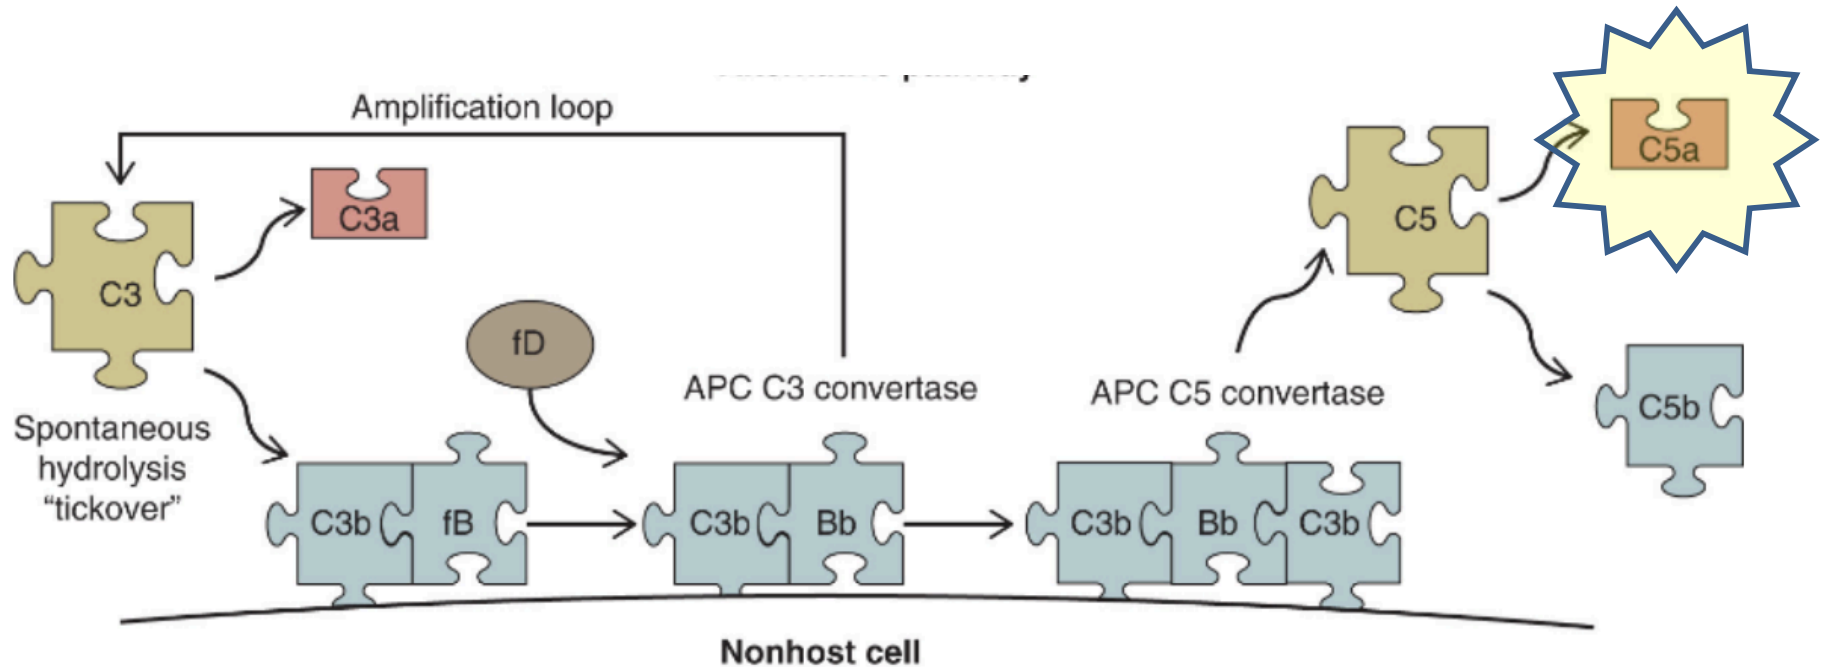 Amplification loop
C3a
C3
fD
Spontaneous
hydrolysis
“tickover”
APC C3 convertase
APC C5 convertase
C5
C5a
C5b
C3b
fB
C3b
Bb
C3b
Bb
C3b
Nonhost cell